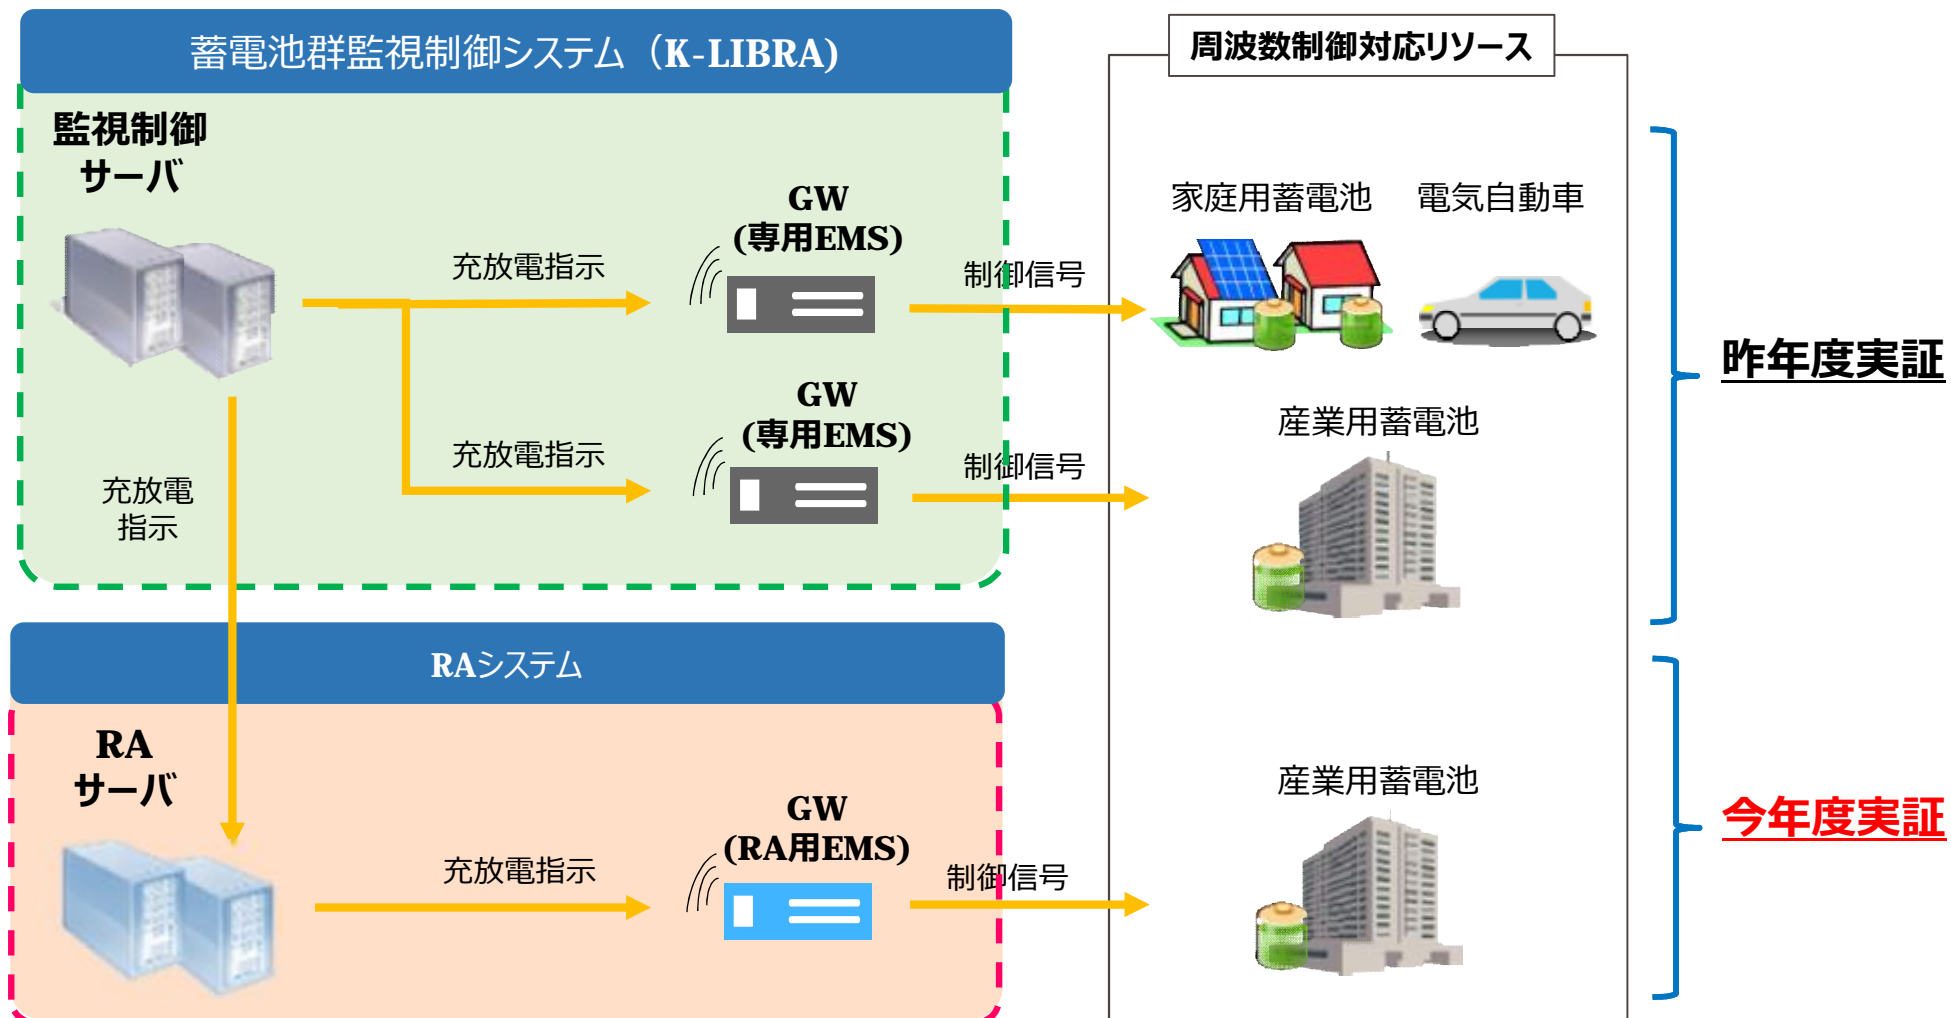 蓄電池群監視制御システム（K-LIBRA)
周波数制御対応リソース
監視制御
サーバ
GW
(専用EMS)
充放電指示
制御信号
家庭用蓄電池
電気自動車
昨年度実証
GW
(専用EMS)
充放電指示
制御信号
産業用蓄電池
充放電
指示
RAシステム
RA
サーバ
GW
(RA用EMS)
充放電指示
制御信号
産業用蓄電池
今年度実証